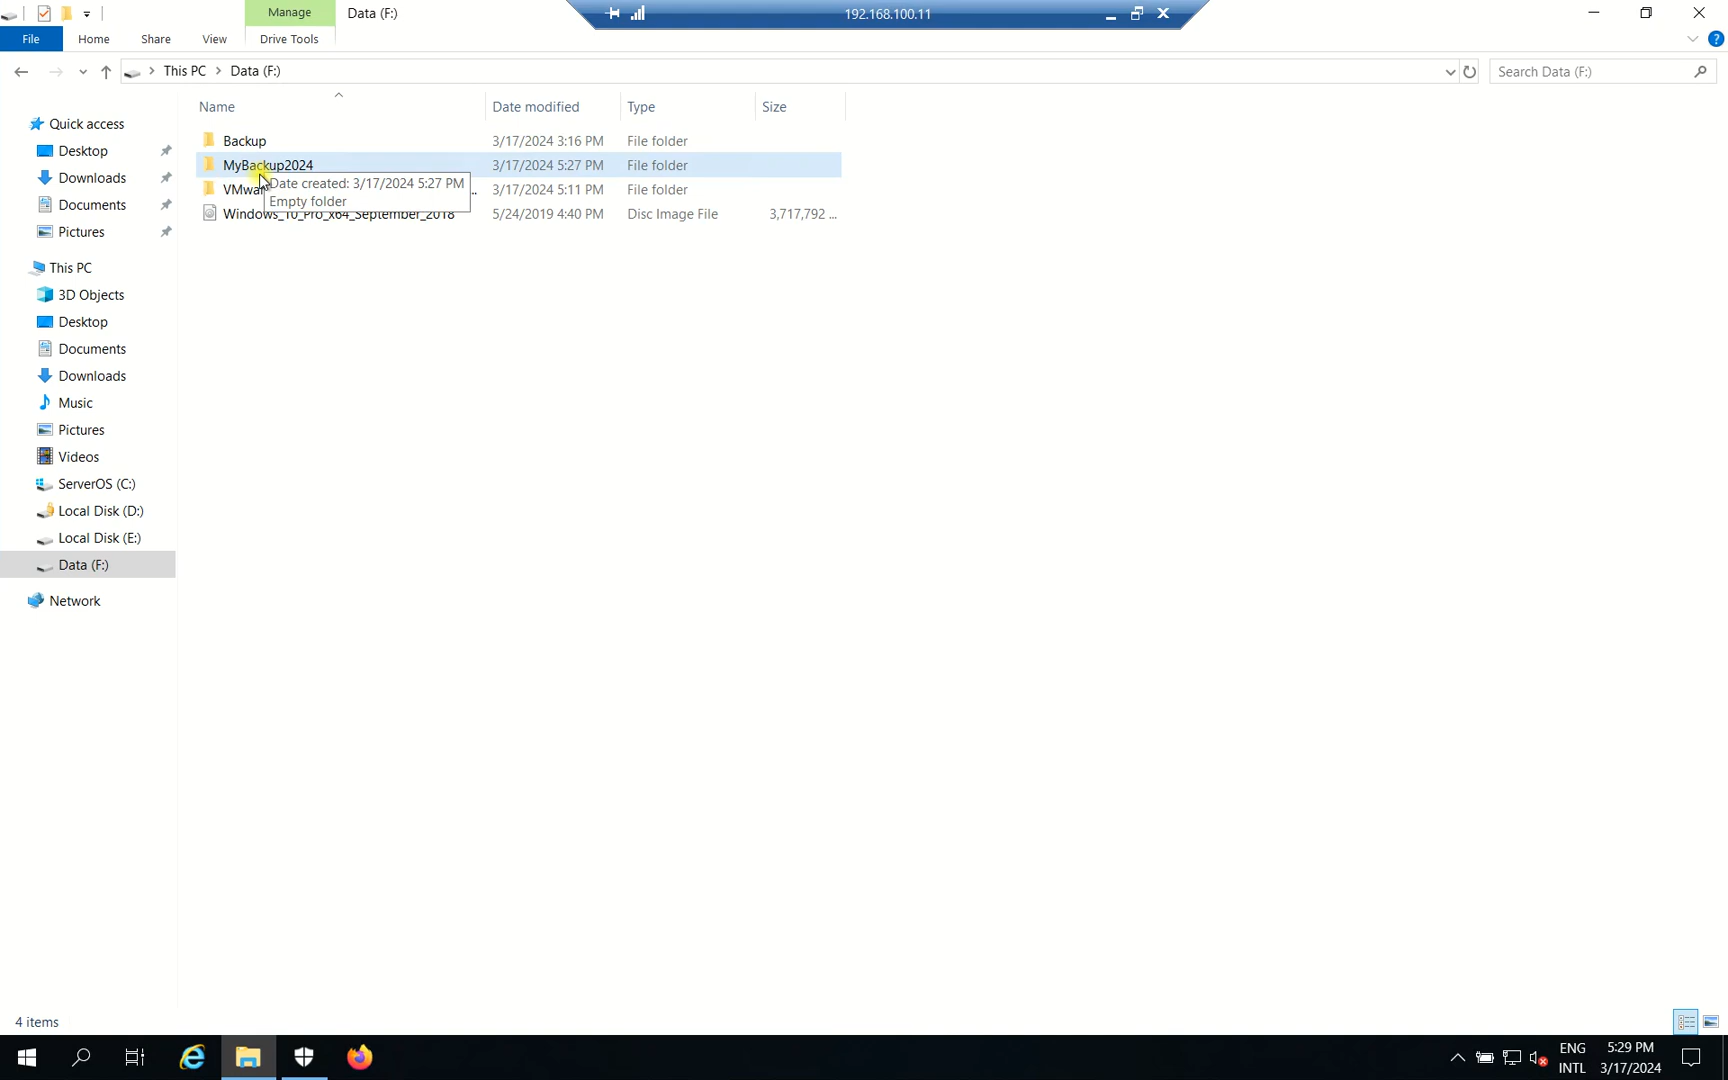 Manage
Data (F:)
192.168.100.11
File
Home
Share
View
Drive Tools
This PC
Data (F:)
Search Data (F:)
Name
Date modified
Type
Size
Backup
3/17/2024 3:16 PM
File folder
MyBackup2024
3/17/2024 5:27 PM
File folder
3/17/2024 5:11 PM
File folder
Date created: 3/17/2024 5:27 PM
Empty folder
Windows_10_Pro_x64_September_2018
5/24/2019 4:40 PM
Disc Image File
3,717,792 ...
Quick access
Desktop
Downloads
Documents
Pictures
This PC
3D Objects
Desktop
Documents
Downloads
Music
Pictures
Videos
ServerOS (C:)
Local Disk (D:)
Local Disk (E:)
Data (F:)
Network
4 items
ENG
INTL
5:29 PM
3/17/2024